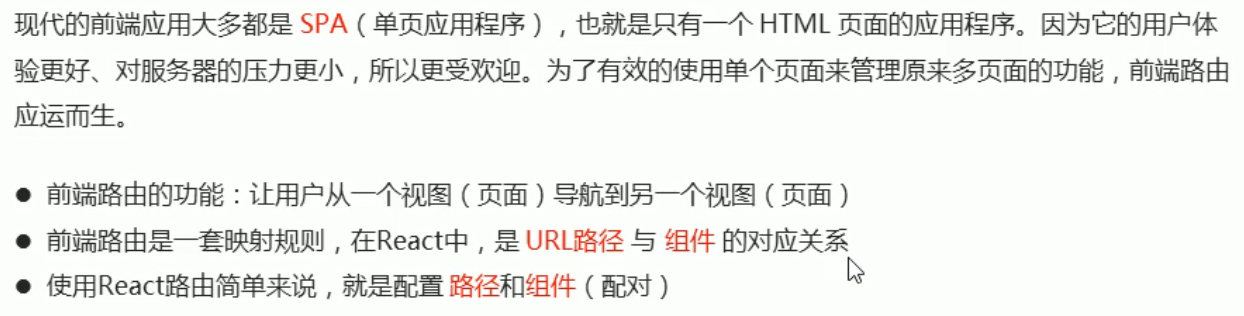 现代的前端应用大多都是 SPA（单页应用程序），也就是只有一个 HTML 页面的应用程序。因为它的用户体
验更好、对服务器的压力更小，所以更受欢迎。为了有效的使用单个页面来管理原来多页面的功能，前端路由
应运而生。
● 前端路由的功能：让用户从一个视图（页面）导航到另一个视图（页面）
● 前端路由是一套映射规则，在React中，是 URL路径 与 组件 的对应关系
● 使用React路由简单来说，就是配置 路径和组件（配对）